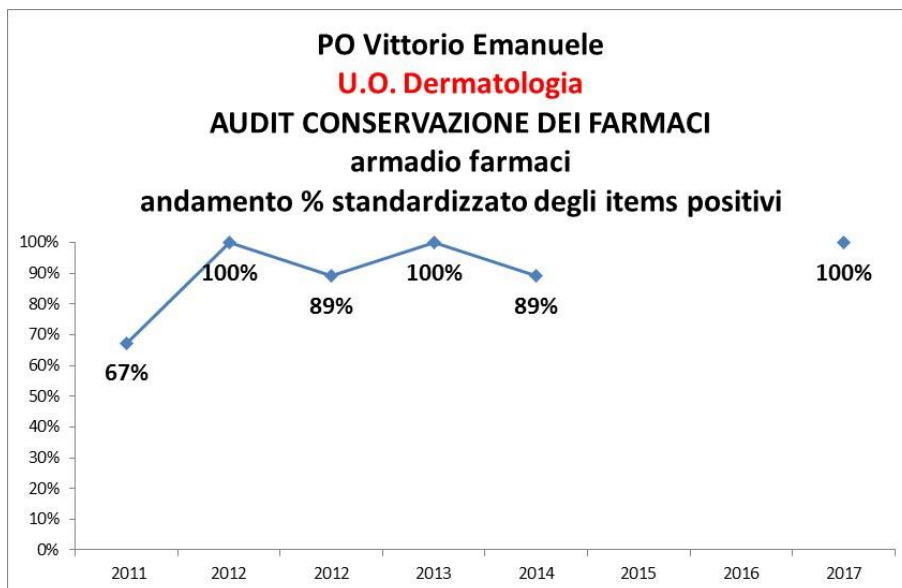 PO Vittorio Emanuele
U.O. Dermatologia
AUDIT CONSERVAZIONE DEI FARMACI
armadio farmaci
andamento % standardizzato degli items positivi
100%
90%
80%
70%
60%
50%
40%
30%
20%
10%
0%
67%
100%
89%
100%
89%
100%
2011 2012 2012 2013 2014 2015 2016 2017